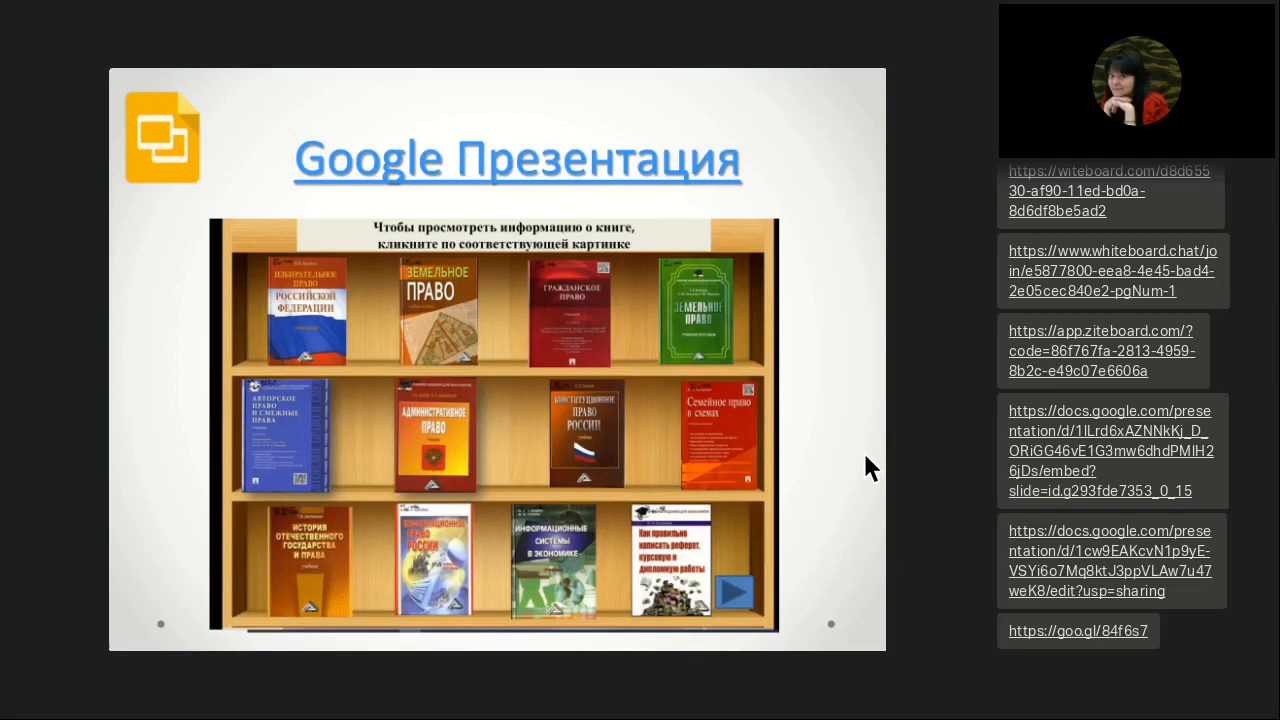 Google Презентация
Чтобы просмотреть информацию о книге,
кликните по соответствующей картинке
ИЗБИРАТЕЛЬНОЕ
ПРАВО
РОССИЙСКОЙ
ФЕДЕРАЦИИ
ЗЕМЕЛЬНОЕ
ПРАВО
ГРАЖДАНСКОЕ
ПРАВО
ЗЕМЕЛЬНОЕ
ПРАВО
АВТОРСКОЕ
ПРАВО
И СМЕЖНЫЕ
ПРАВА
АДМИНИСТРАТИВНОЕ
ПРАВО
КОНСТИТУЦИОННОЕ
ПРАВО
РОССИИ
Семейное право
в схемах
ИСТОРИЯ
ОТЕЧЕСТВЕННОГО
ГОСУДАРСТВА
И ПРАВА
ПРАВО
РОССИИ
ИНФОРМАЦИОННЫЕ
СИСТЕМЫ
В ЭКОНОМИКЕ
Как правильно
написать реферат,
курсовую и
дипломную работы
https://witeboard.com/d8d655
30-af90-11ed-bd0a-
8d6df8be5ad2
https://www.whiteboard.chat/jo
in/e5877800-eea8-4e45-bad4-
2e05cec840e2?pgNum=1
https://app.ziteboard.com/?
code=86f767fa-2813-4959-
8b2c-e49c07e6606a
https://docs.google.com/prese
ntation/d/1ILrd6xAZNNkKj_D_
ORiGG46vE1G3mw6dhdPMIH2
6jDs/embed?
slide=id.g293fde7353_0_15
https://docs.google.com/prese
ntation/d/1cw9EAKcvN1p9yE-
VSYi6o7Mq8ktJ3ppVLAw7u47
weK8/edit?usp=sharing
https://goo.gl/84f6s7